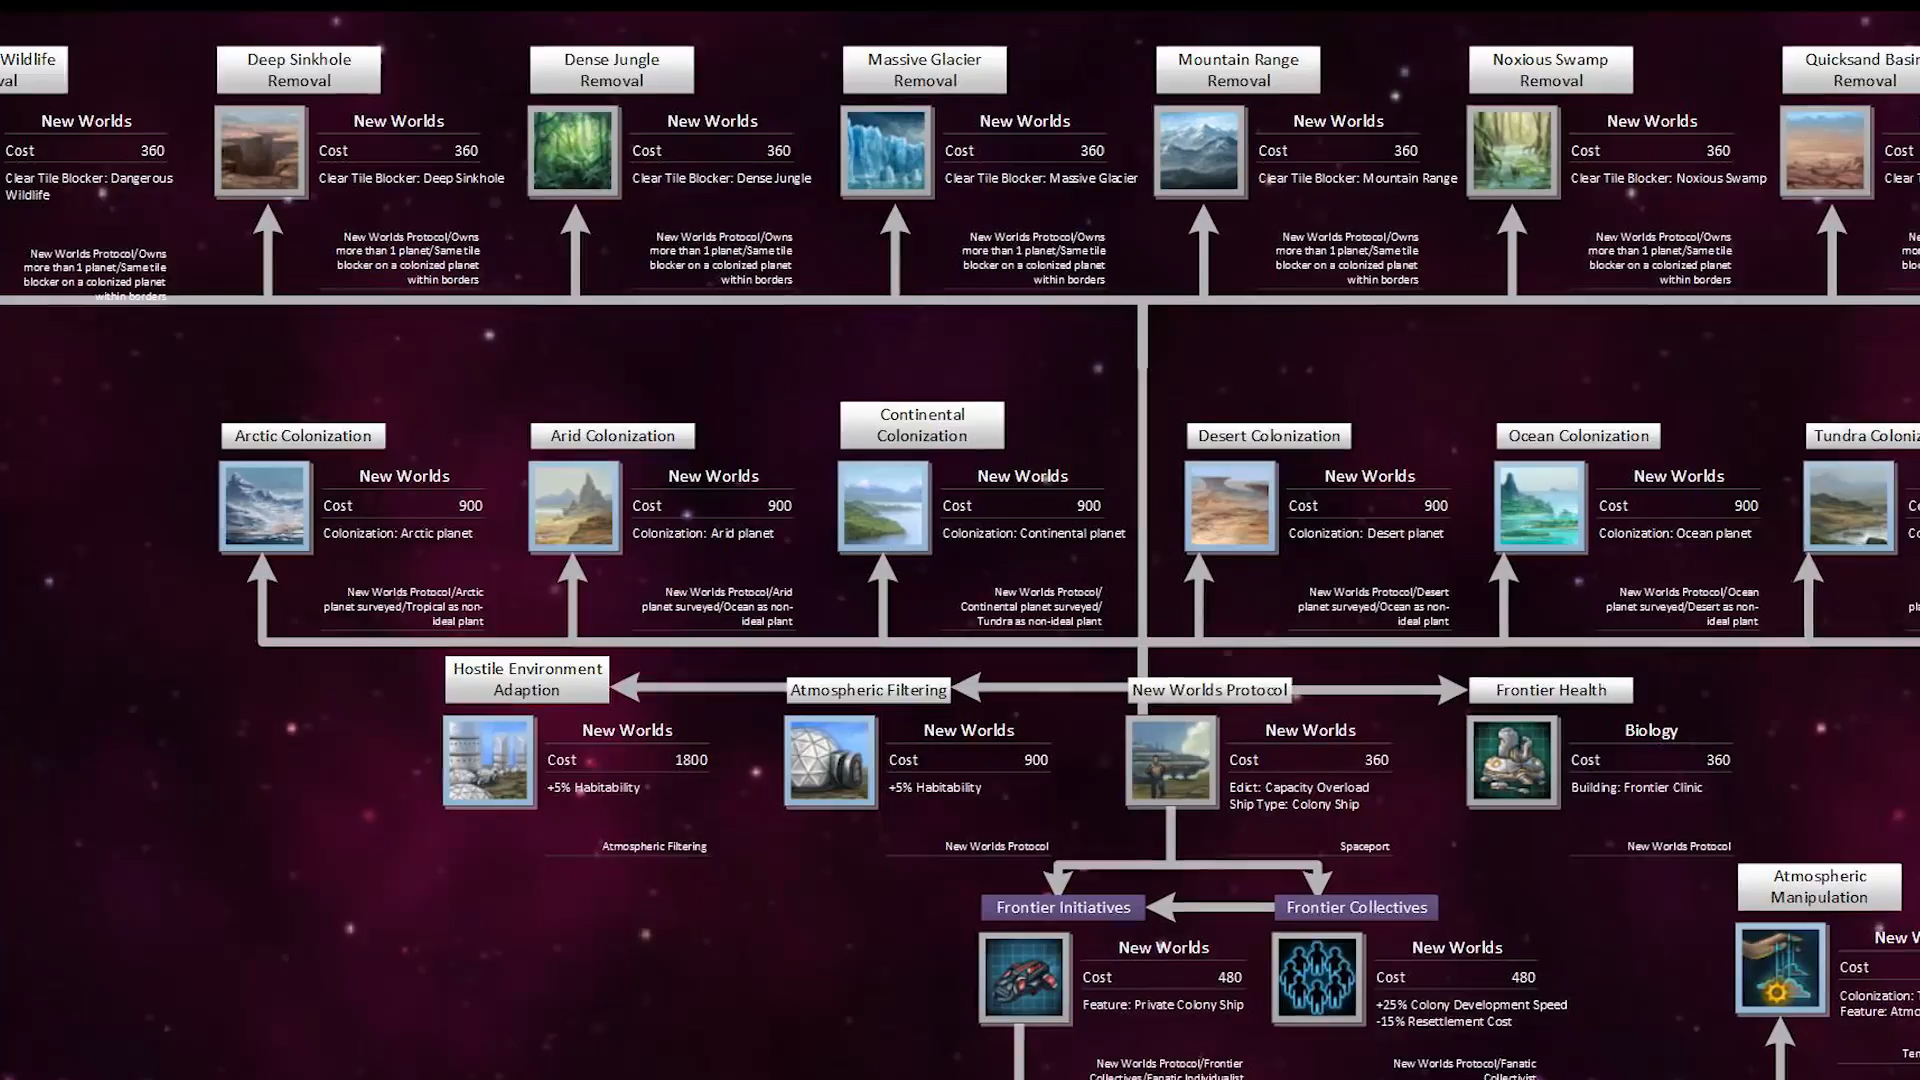 Wildlife
val
New Worlds
Cost 360
Clear Tile Blocker: Dangerous
Wildlife
New Worlds Protocol/Owns
more than 1 planet/Same tile
blocker on a colonized planet
within borders
Deep Sinkhole
Removal
New Worlds
Cost 360
Clear Tile Blocker: Deep Sinkhole
New Worlds Protocol/Owns
more than 1 planet/Same tile
blocker on a colonized planet
within borders
Dense Jungle
Removal
New Worlds
Cost 360
Clear Tile Blocker: Dense Jungle
New Worlds Protocol/Owns
more than 1 planet/Same tile
blocker on a colonized planet
within borders
Massive Glacier
Removal
New Worlds
Cost 360
Clear Tile Blocker: Massive Glacier
New Worlds Protocol/Owns
more than 1 planet/Same tile
blocker on a colonized planet
within borders
Mountain Range
Removal
New Worlds
Cost 360
Clear Tile Blocker: Mountain Range
New Worlds Protocol/Owns
more than 1 planet/Same tile
blocker on a colonized planet
within borders
Noxious Swamp
Removal
New Worlds
Cost 360
Clear Tile Blocker: Noxious Swamp
New Worlds Protocol/Owns
more than 1 planet/Same tile
blocker on a colonized planet
within borders
Quicksand Basin
Removal
Cost
Clear
Arctic Colonization
New Worlds
Cost 900
Colonization: Arctic planet
New Worlds Protocol/Arctic
planet surveyed/Tropical as non-
ideal plant
Arid Colonization
New Worlds
Cost 900
Colonization: Arid planet
New Worlds Protocol/Arid
planet surveyed/Ocean as non-
ideal plant
Continental
Colonization
New Worlds
Cost 900
Colonization: Continental planet
New Worlds Protocol/
Continental planet surveyed/
Tundra as non-ideal plant
Desert Colonization
New Worlds
Cost 900
Colonization: Desert planet
New Worlds Protocol/Desert
planet surveyed/Ocean as non-
ideal plant
Ocean Colonization
New Worlds
Cost 900
Colonization: Ocean planet
New Worlds Protocol/Ocean
planet surveyed/Desert as non-
ideal plant
Tundra Coloniz
Hostile Environment
Adaption
New Worlds
Cost 1800
+5% Habitability
Atmospheric Filtering
Atmospheric Filtering
New Worlds
Cost 900
+5% Habitability
New Worlds Protocol
New Worlds Protocol
New Worlds
Cost 360
Edict: Capacity Overload
Ship Type: Colony Ship
Spaceport
Frontier Health
Biology
Cost 360
Building: Frontier Clinic
New Worlds Protocol
Frontier Initiatives
New Worlds
Cost 480
Feature: Private Colony Ship
New Worlds Protocol/Frontier
Collectives/Fanatic Individualist
Frontier Collectives
New Worlds
Cost 480
+25% Colony Development Speed
-15% Resettlement Cost
New Worlds Protocol/Fanatic
Collectivist
Atmospheric
Manipulation
New W
Cost
Colonization: T
Feature: Atmo